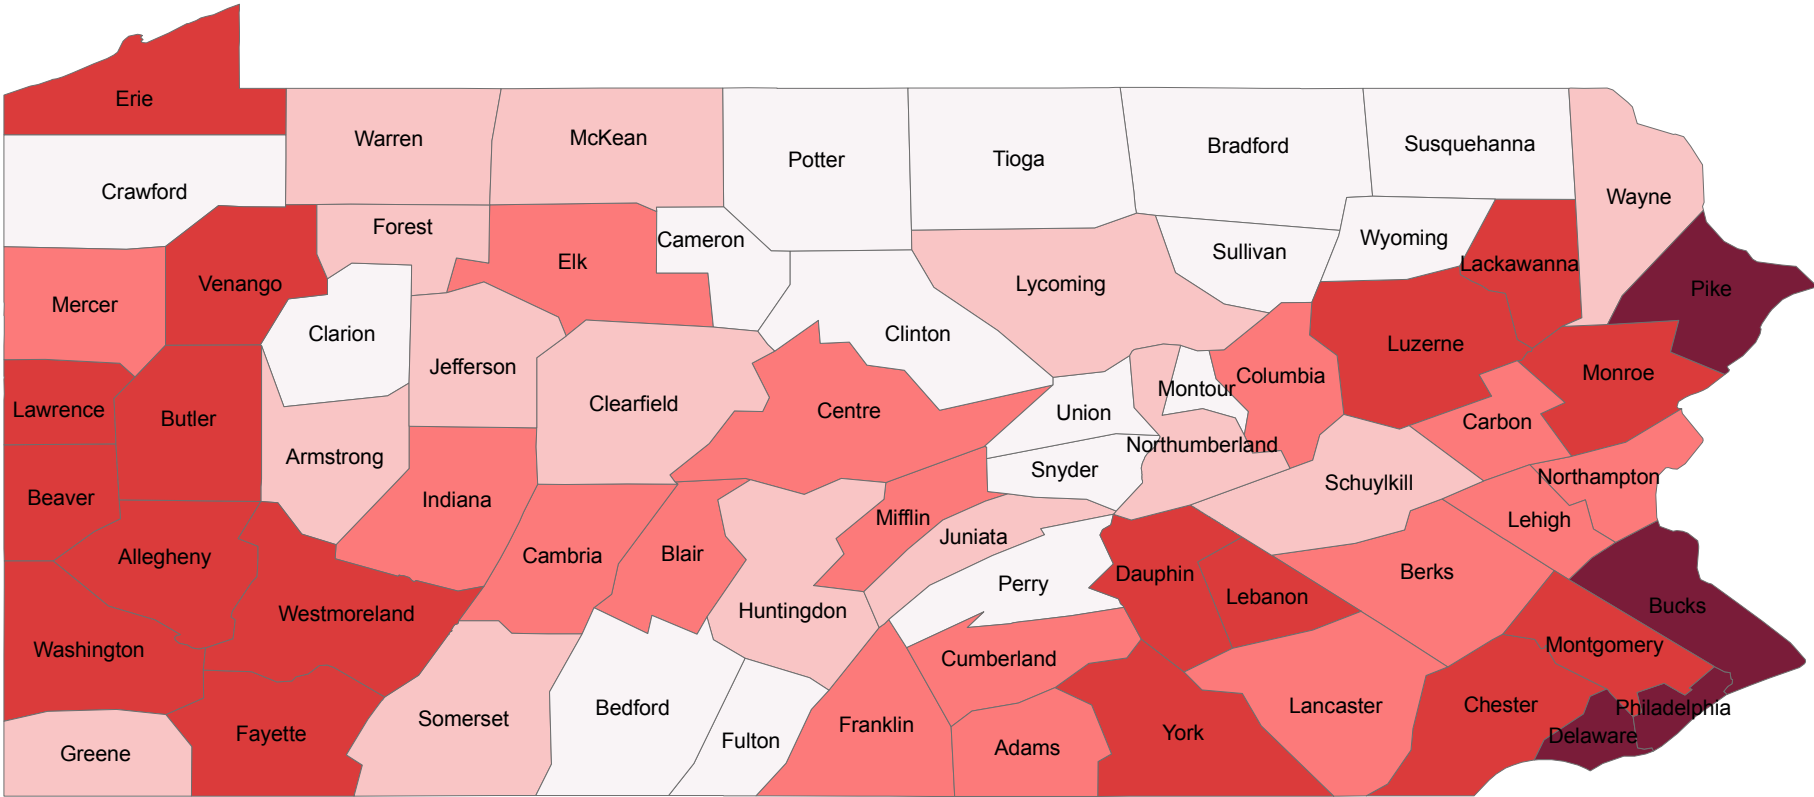 Erie
Warren
McKean
Potter
Tioga
Bradford
Susquehanna
Crawford
Wayne
Forest
Cameron
Wyoming
Sullivan
Elk
Lackawanna
Venango
Lycoming
Pike
Mercer
Clarion
Clinton
Luzerne
Jefferson
Monroe
Columbia
Montour
Clearfield
Lawrence
Centre
Union
Butler
Carbon
Northumberland
Armstrong
Snyder
Northampton
Schuylkill
Beaver
Indiana
Mifflin
Lehigh
Juniata
Allegheny
Cambria
Blair
Dauphin
Berks
Perry
Lebanon
Bucks
Huntingdon
Westmoreland
Montgomery
Washington
Cumberland
Chester
Lancaster
Bedford
Philadelphia
Somerset
Franklin
Fayette
York
Delaware
Fulton
Adams
Greene